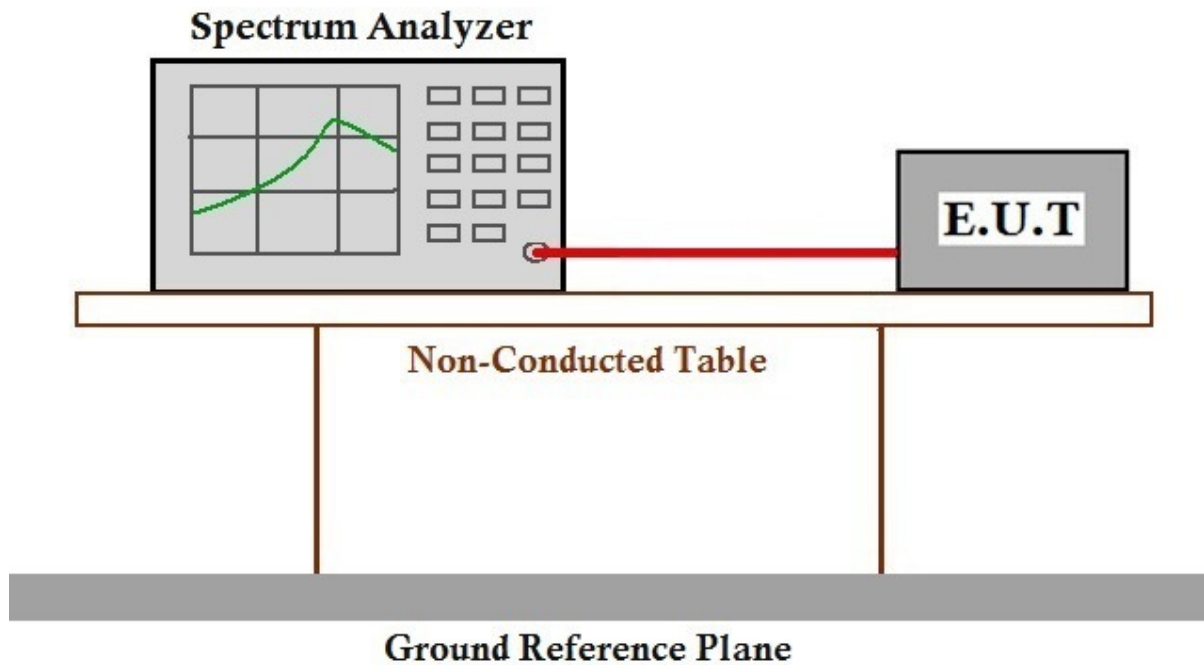 Spectrum Analyzer
E.U.T
Non-Conducted Table
Ground Reference Plane